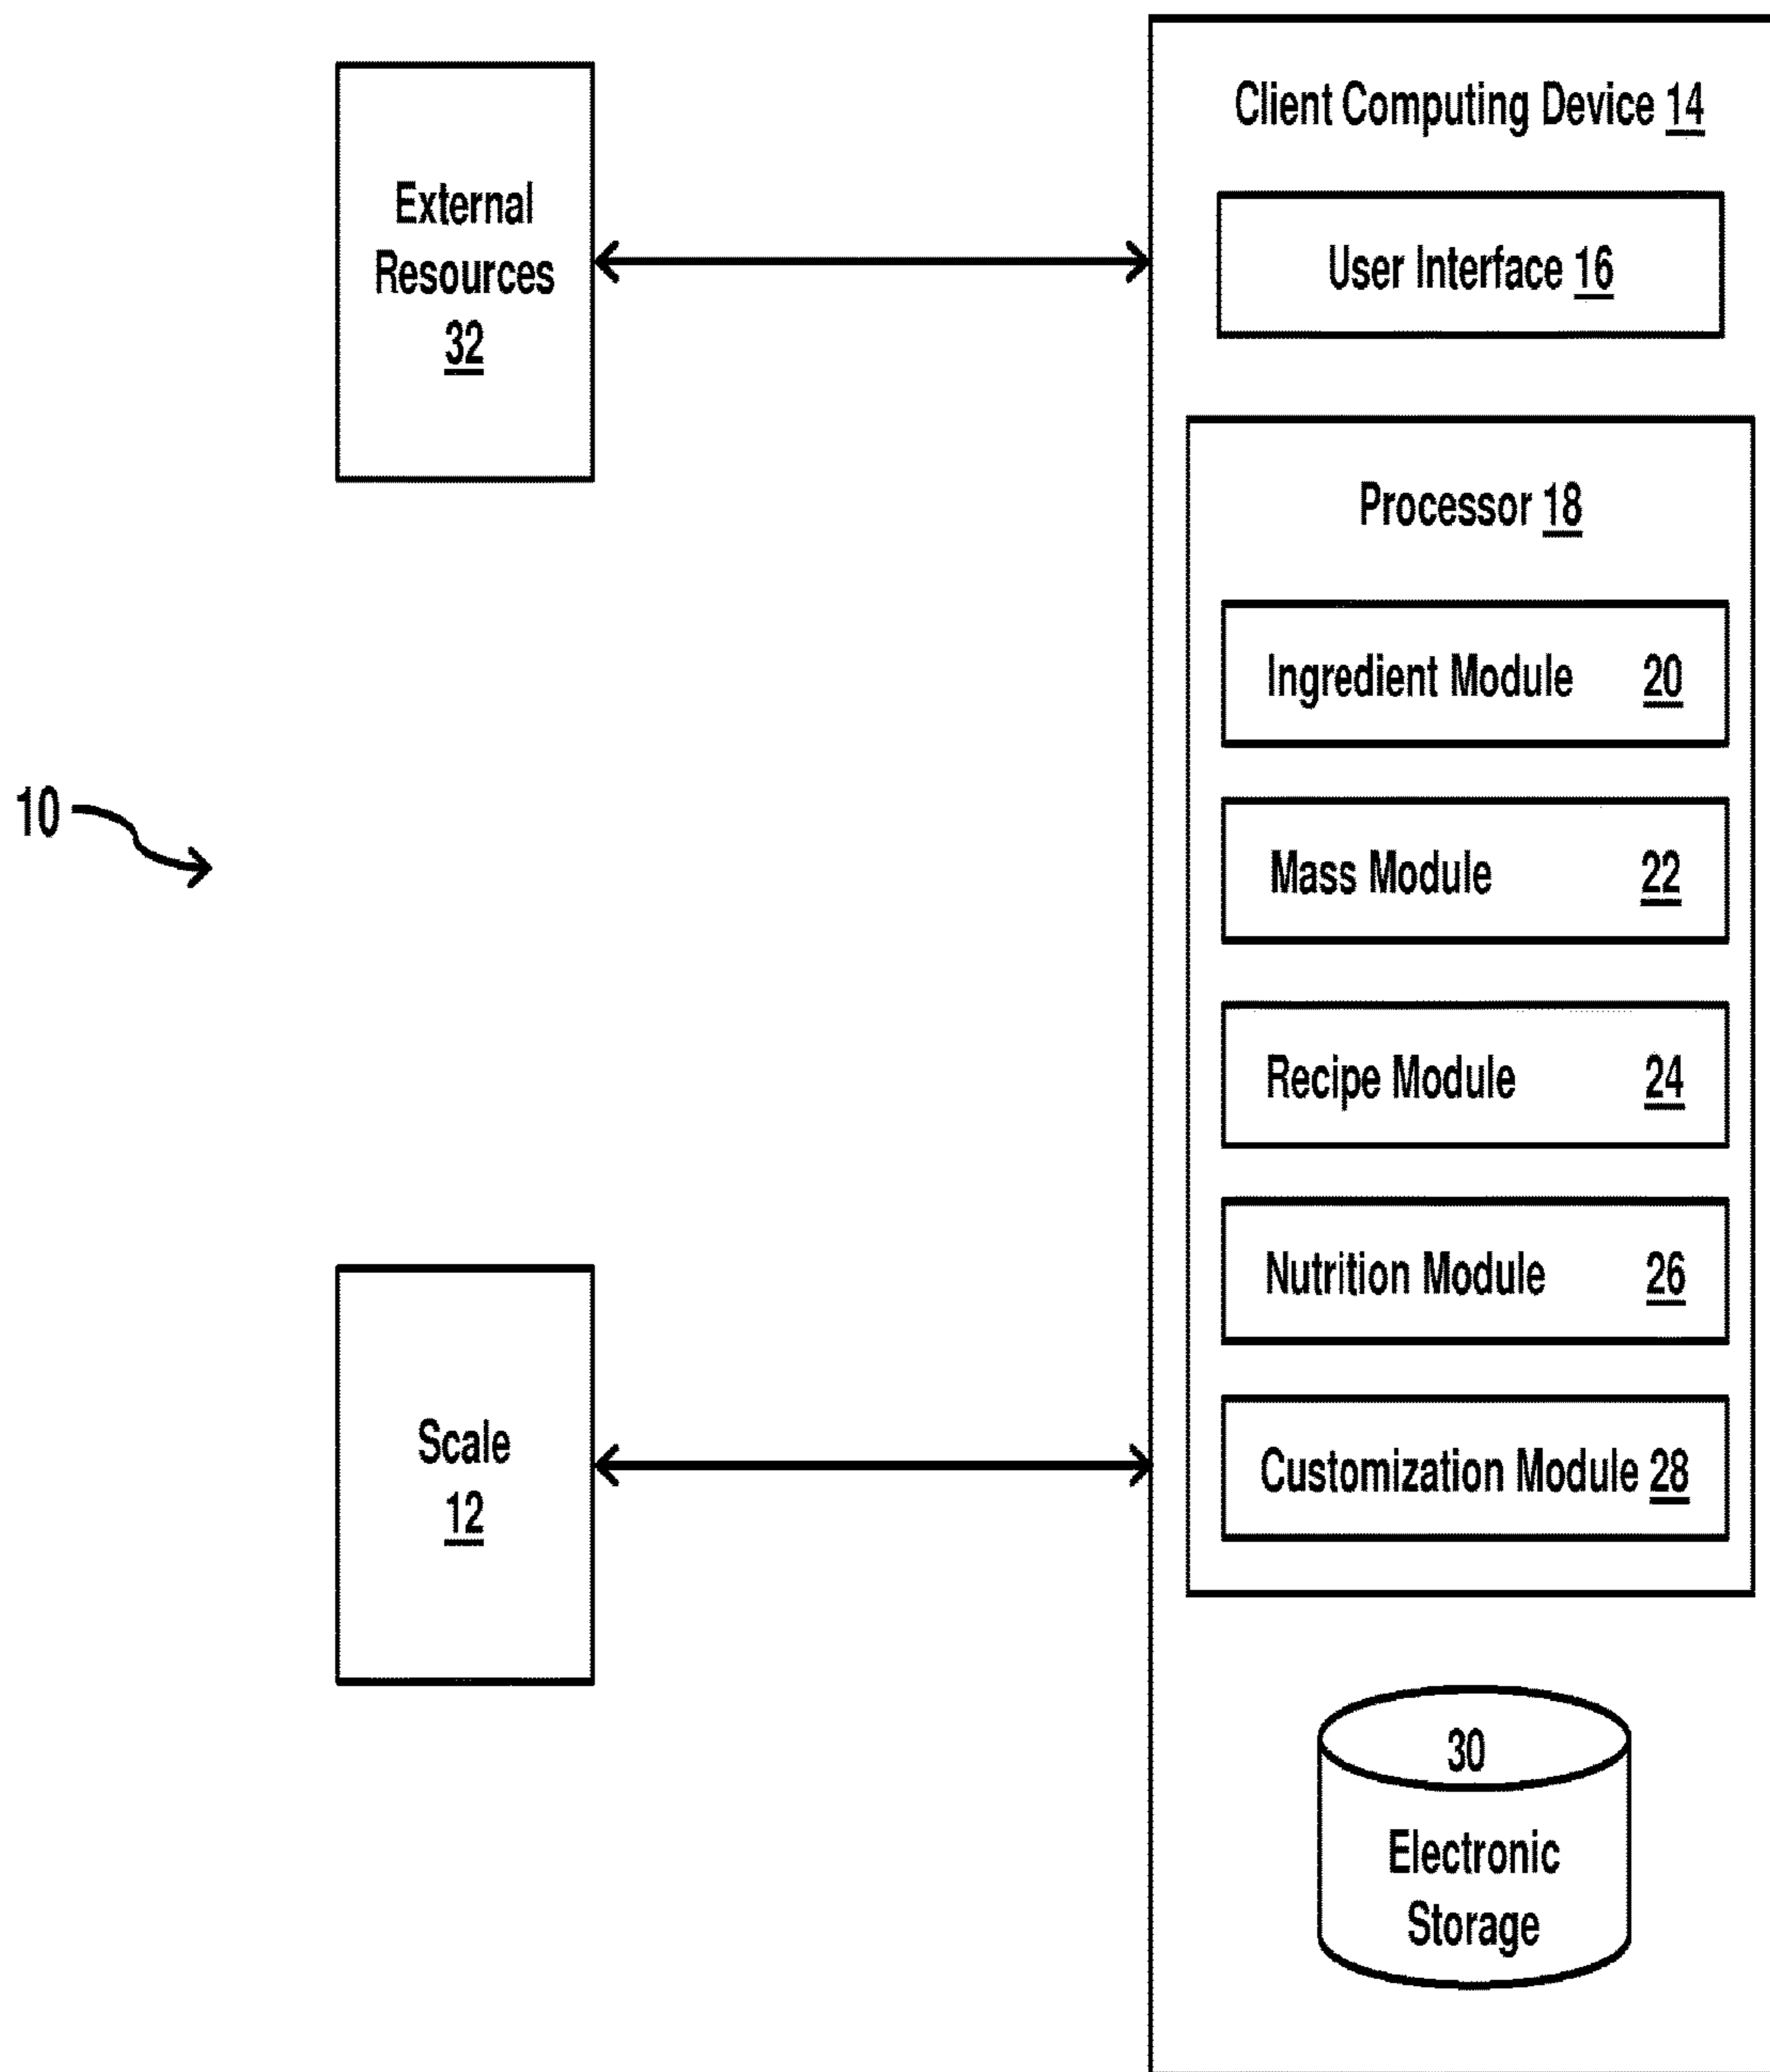 External
Resources
32
10
Scale
12
Client Computing Device 14
User Interface 16
Processor 18
Ingredient Module 20
Mass Module 22
Recipe Module 24
Nutrition Module 26
Customization Module 28
30
Electronic
Storage